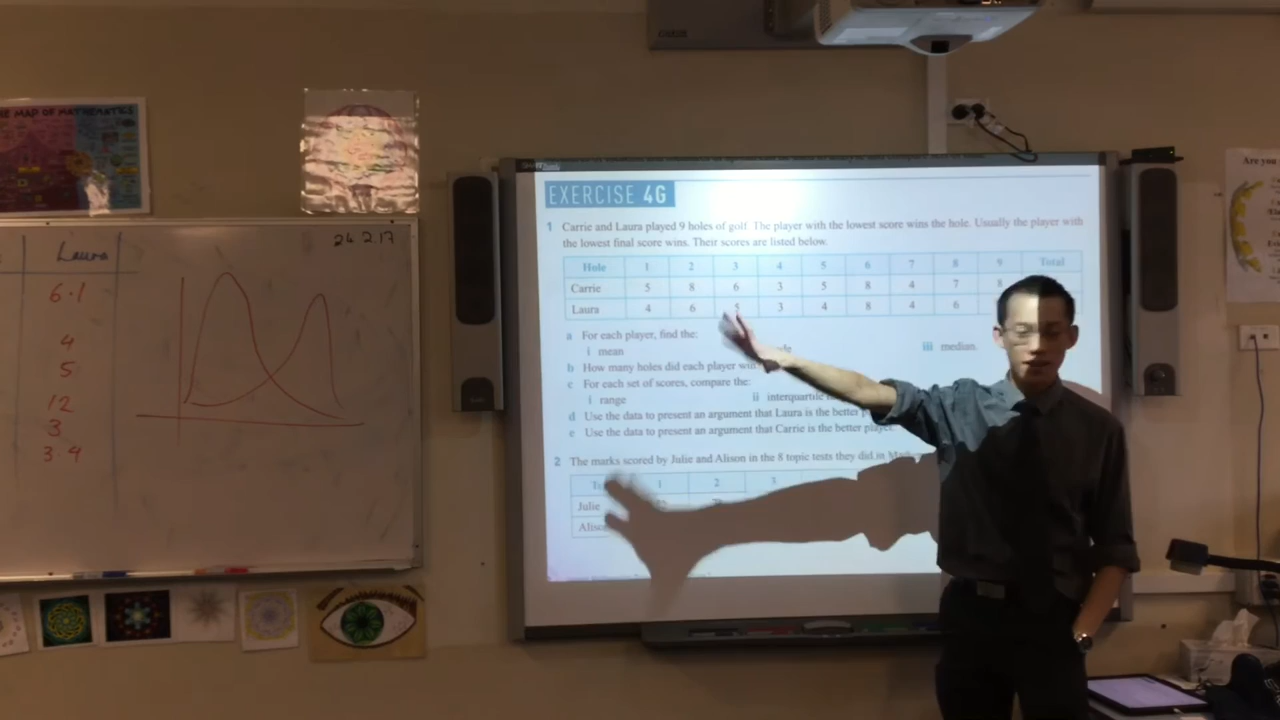 MAP OF MATHEMATICS
Laura
6.1
4
5
12
3
3.4
24.2.17
EXERCISE 4G
1 Carrie and Laura played 9 holes of golf. The player with the lowest score wins the hole. Usually the player with
the lowest final score wins. Their scores are listed below.
Hole 1 2 3 4 5 6 7 8 9 Total
Carrie 5 8 6 3 5 8 4 7 8
Laura 4 6 5 3 4 8 4 6
a For each player, find the:
i mean iii median.
b How many holes did each player win
c For each set of scores, compare the:
i range ii interquartile
d Use the data to present an argument that Laura is the better
e Use the data to present an argument that Carrie is the better player.
2 The marks scored by Julie and Alison in the 8 topic tests they did in
1 2 3
Julie
Are you